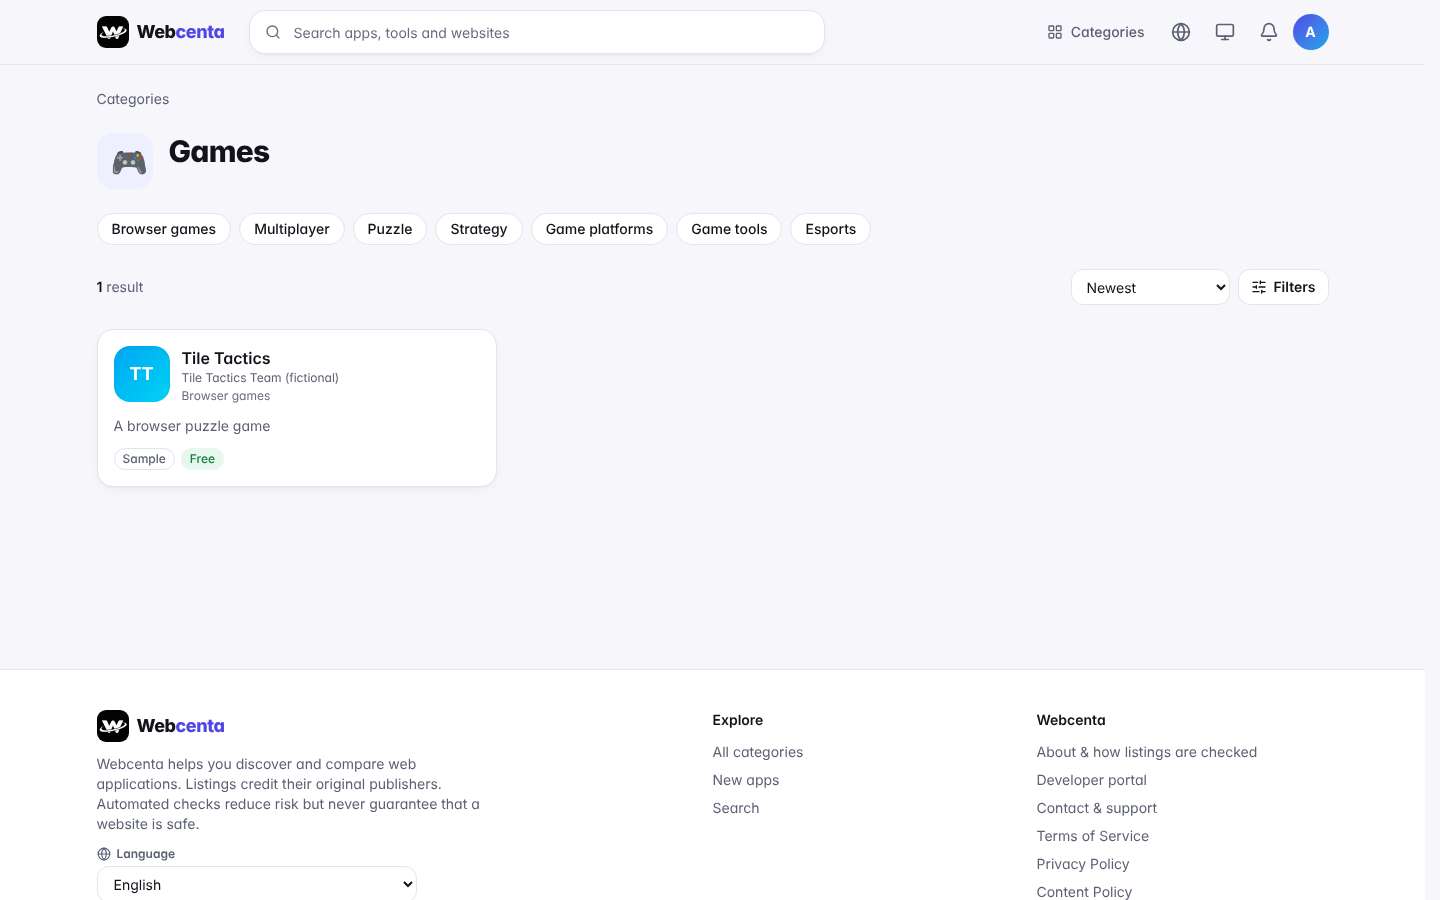 Webcenta
Search apps, tools and websites
Categories
A
Categories
Games
Browser games
Multiplayer
Puzzle
Strategy
Game platforms
Game tools
Esports
1 result
Newest
Filters
TT
Tile Tactics
Tile Tactics Team (fictional)
Browser games
A browser puzzle game
Sample
Free
Webcenta
Webcenta helps you discover and compare web
applications. Listings credit their original publishers.
Automated checks reduce risk but never guarantee that a
website is safe.
Language
English
Explore
All categories
New apps
Search
Webcenta
About & how listings are checked
Developer portal
Contact & support
Terms of Service
Privacy Policy
Content Policy